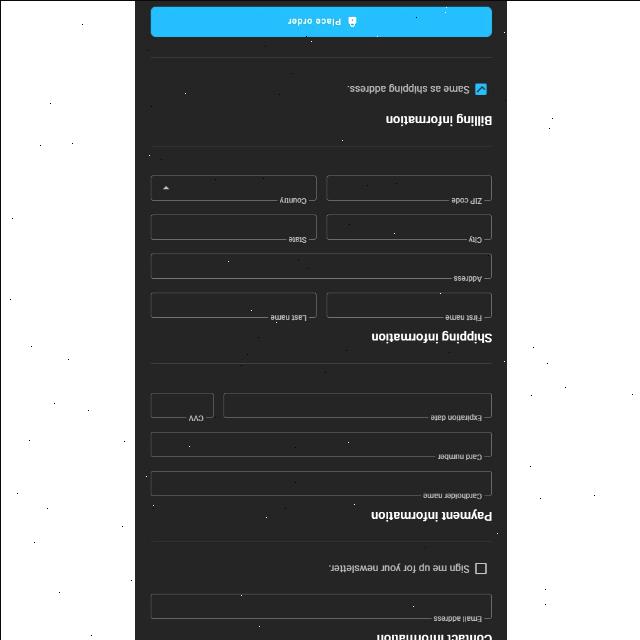 Contact information
Email address
Sign me up for your newsletter.
Payment information
Cardholder name
Card number
Expiration date
CVV
Shipping information
First name
Last name
Address
City
State
ZIP code
Country
Billing information
Same as shipping address.
Place order